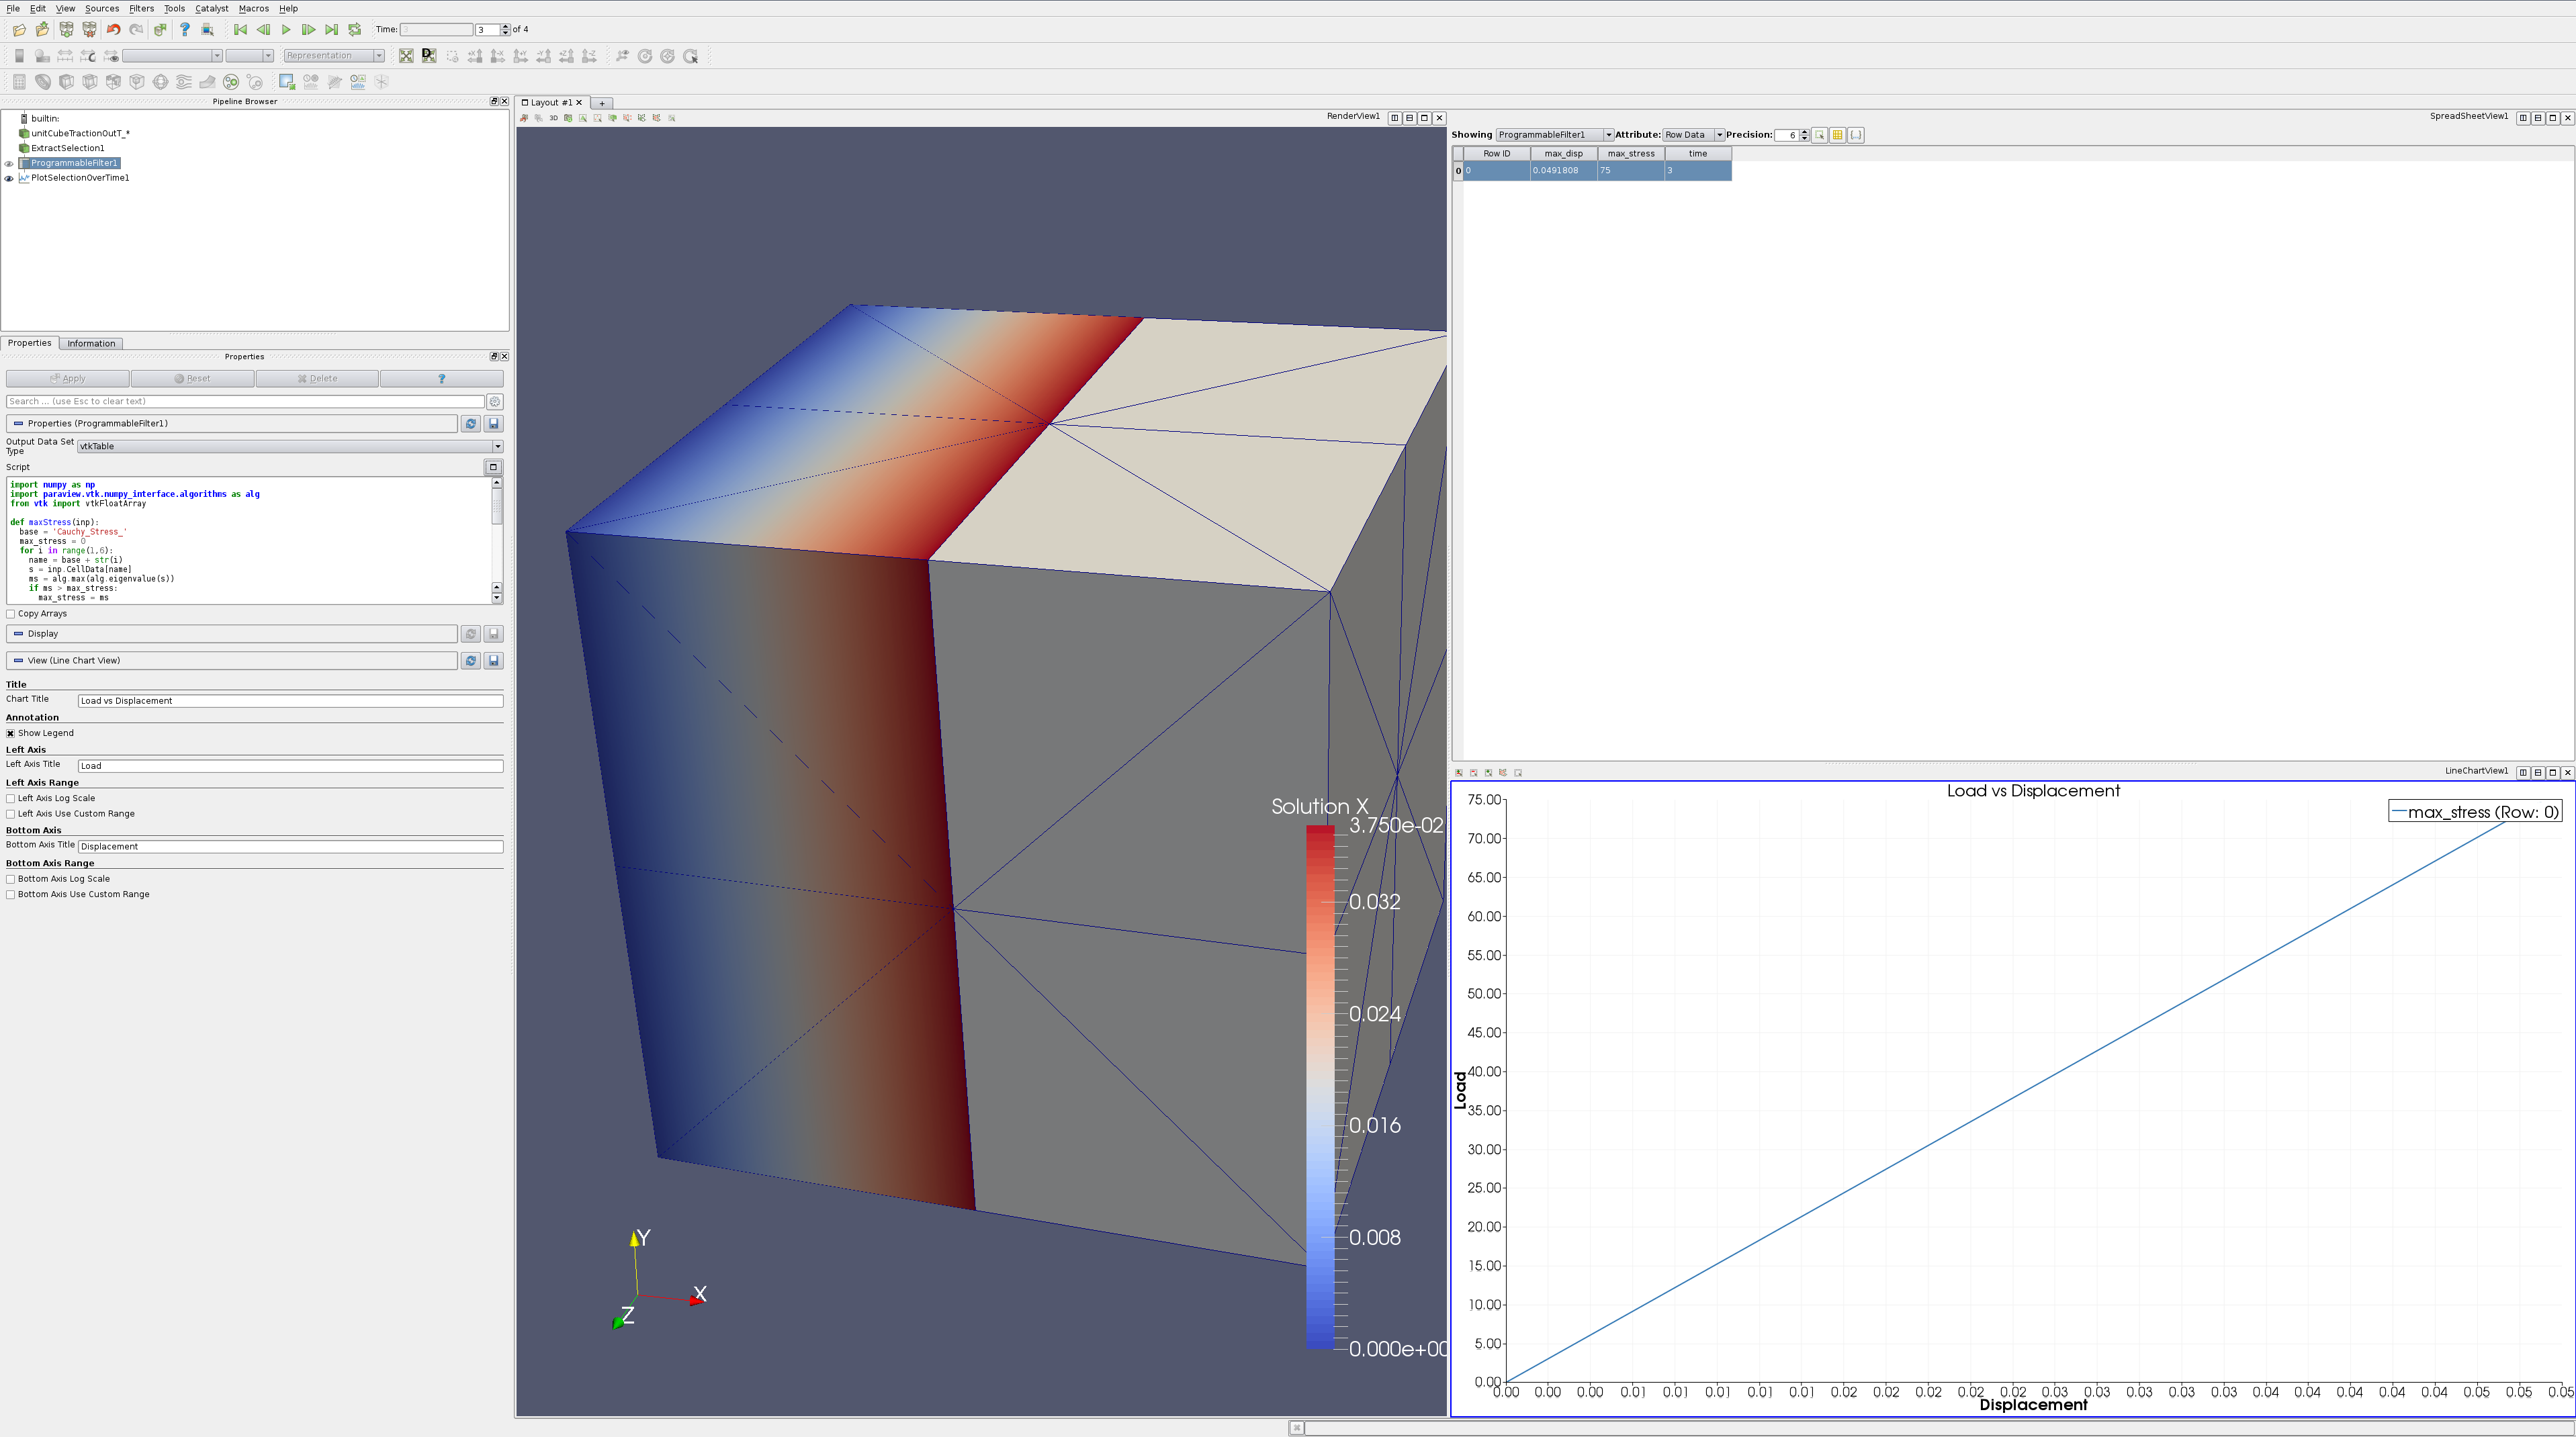 File Edit View Sources Filters Tools Catalyst Macros Help
Time: 3 3 of 4
Representation
Pipeline Browser
builtin:
unitCubeTractionOutT_*
ExtractSelection1
ProgrammableFilter1
PlotSelectionOverTime1
Properties Information
Properties
Apply Reset Delete ?
Search ... (use Esc to clear text)
Properties (ProgrammableFilter1)
Output Data Set
Type
vtkTable
Script
import numpy as np
import paraview.vtk.numpy_interface.algorithms as alg
from vtk import vtkFloatArray
def maxStress(inp):
base = 'Cauchy_Stress_'
max_stress = 0
for i in range(1,6):
name = base + str(i)
s = inp.CellData[name]
ms = alg.max(alg.eigenvalue(s))
if ms > max_stress:
max_stress = ms
Copy Arrays
Display
View (Line Chart View)
Title
Chart Title Load vs Displacement
Annotation
Show Legend
Left Axis
Left Axis Title Load
Left Axis Range
Left Axis Log Scale
Left Axis Use Custom Range
Bottom Axis
Bottom Axis Title Displacement
Bottom Axis Range
Bottom Axis Log Scale
Bottom Axis Use Custom Range
Layout #1 +
3D
RenderView1
Solution X
3.750e-02
0.032
0.024
0.016
0.008
0.000e+00
Y
X
Z
SpreadSheetView1
Showing ProgrammableFilter1 Attribute: Row Data Precision: 6
Row ID max_disp max_stress time
0 0 0.0491808 75 3
LineChartView1
Load vs Displacement
max_stress (Row: 0)
75.00
70.00
65.00
60.00
55.00
50.00
45.00
40.00
35.00
30.00
25.00
20.00
15.00
10.00
5.00
0.00
Load
0.00 0.00 0.00 0.01 0.01 0.01 0.01 0.01 0.02 0.02 0.02 0.02 0.02 0.03 0.03 0.03 0.03 0.03 0.04 0.04 0.04 0.04 0.04 0.05 0.05 0.05
Displacement